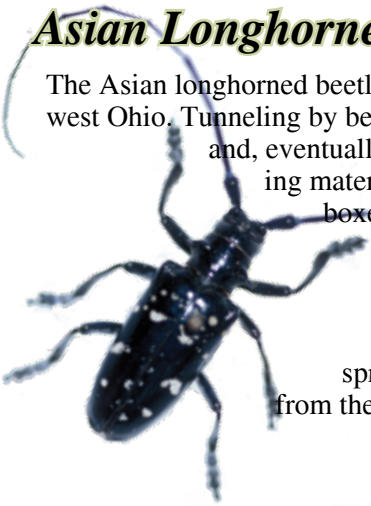 Asian Longhorne
The Asian longhorned beetl
west Ohio. Tunneling by be
and, eventuall
ing mater
boxe
spr
from the